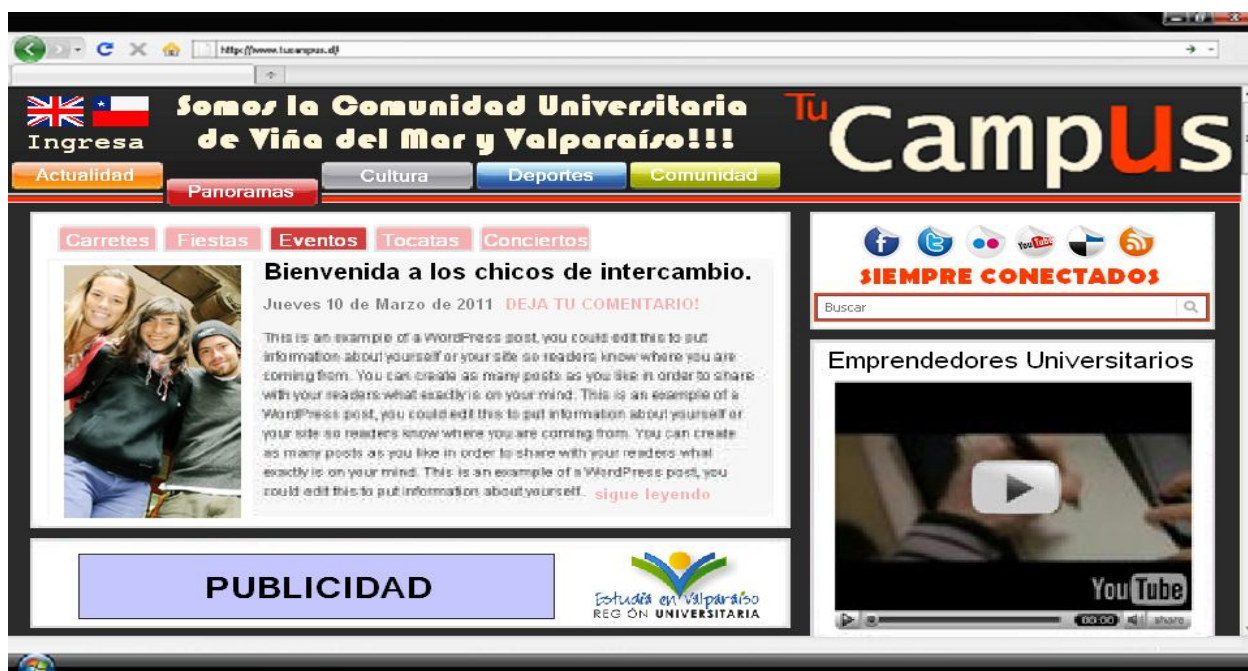 http://www.tucampus.cl/
Somos la Comunidad Universitaria
de Viña del Mar y Valparaíso!!!
Ingresa
Tu CampUs
Actualidad
Panoramas
Cultura
Deportes
Comunidad
Carretes
Fiestas
Eventos
Tocatas
Conciertos
Bienvenida a los chicos de intercambio.
Jueves 10 de Marzo de 2011 DEJA TU COMENTARIO!
This is an example of a WordPress post, you could edit this to put
information about yourself or your site so readers know where you are
coming from. You can create as many posts as you like in order to share
with your readers what exactly is on your mind. This is an example of a
WordPress post, you could edit this to put information about yourself or
your site so readers know where you are coming from. You can create
as many posts as you like in order to share with your readers what
exactly is on your mind. This is an example of a WordPress post, you
could edit this to put information about yourself. sigue leyendo
PUBLICIDAD
Estudia en Valparaíso
REGIÓN UNIVERSITARIA
You Tube
SIEMPRE CONECTADOS
Buscar
Emprendedores Universitarios
You Tube
00:00
share